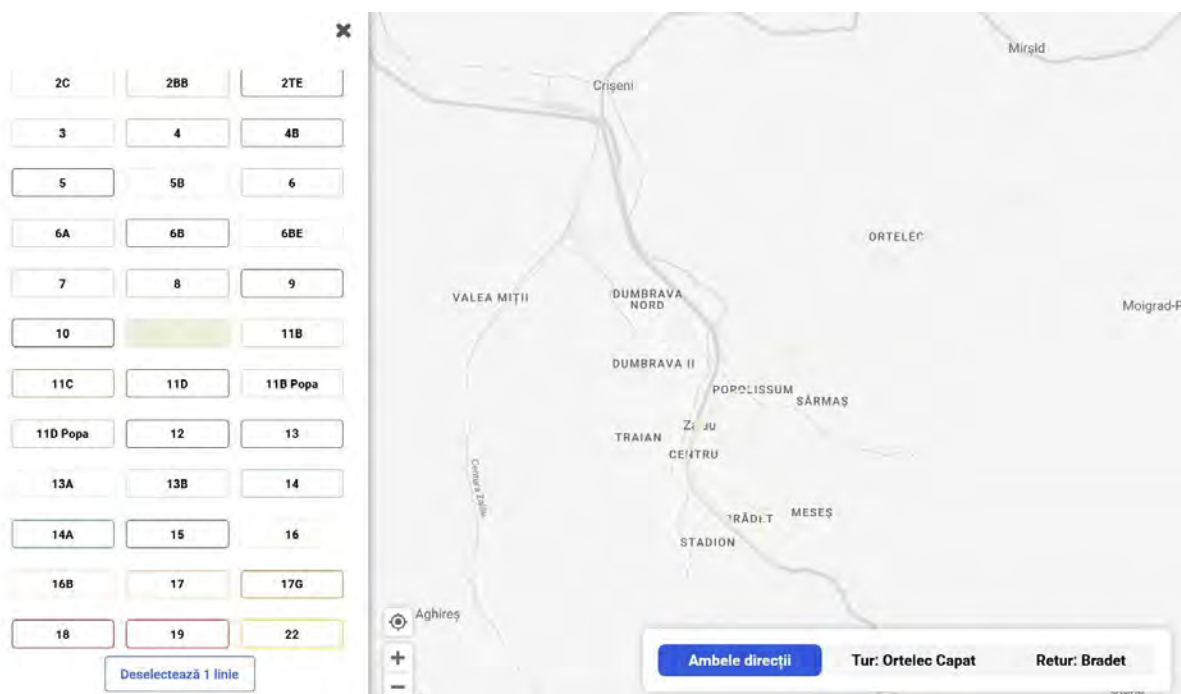 2C 2BB 2TE
3 4 4B
5 5B 6
6A 6B 6BE
7 8 9
10 11B
11C 11D 11B Popa
11D Popa 12 13
13A 13B 14
14A 15 16
16B 17 17G
18 19 22
Deselectează 1 linie
Mirșid
Crișeni
ORTELEC
VALEA MIȚII
DUMBRAVA
NORD
Moigrad-P
DUMBRAVA II
POROLISSUM
SĂRMAȘ
TRAIAN
CENTRU
Centura Zalău
MESEȘ
STADION
Aghireș
+
−
Ambele direcții Tur: Ortelec Capat Retur: Bradet